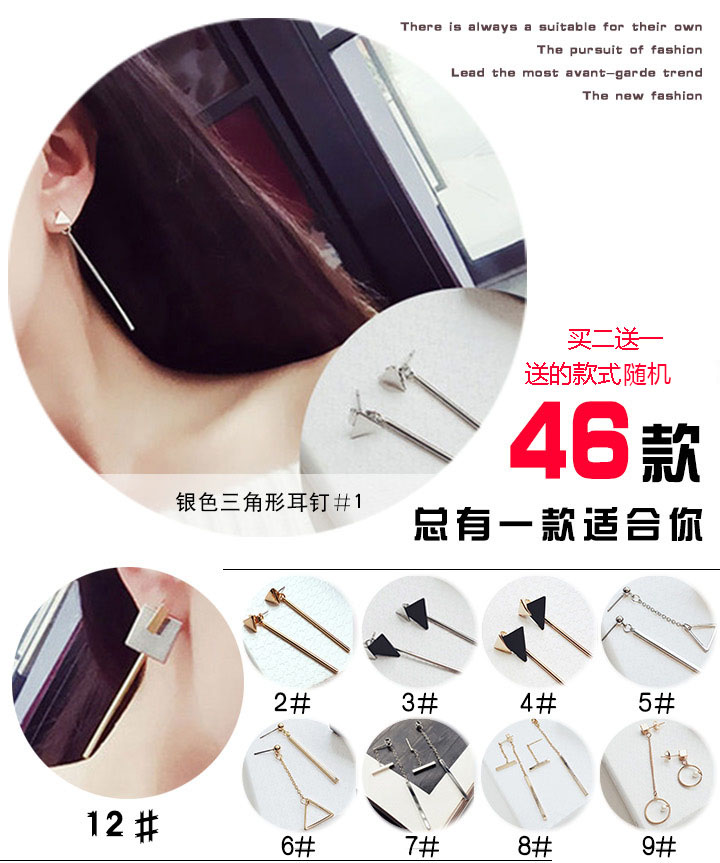 There is always a suitable for their own
The pursuit of fashion
Lead the most avant-garde trend
The new fashion
买二送一
送的款式随机
46款
总有一款适合你
银色三角形耳钉#1
2# 3# 4# 5#
6# 7# 8# 9#
12#